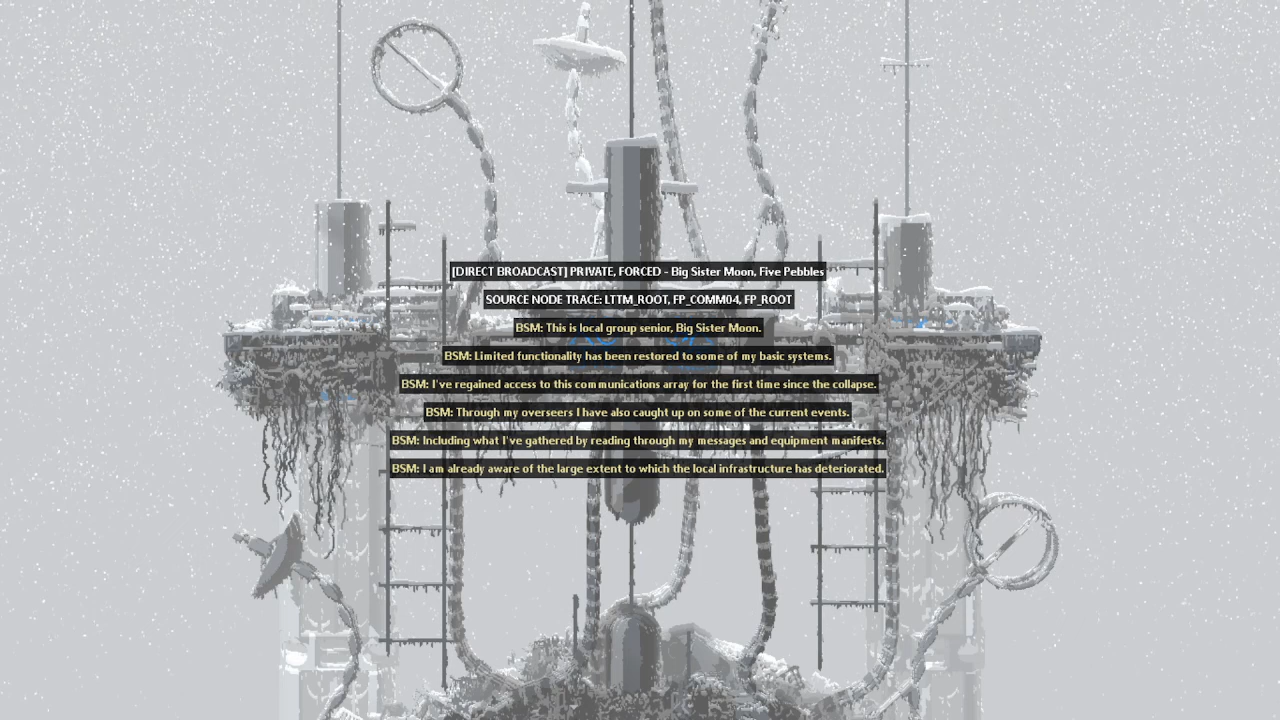 [DIRECT BROADCAST] PRIVATE, FORCED - Big Sister Moon, Five Pebbles
SOURCE NODE TRACE: LTTM_ROOT, FP_COMM04, FP_ROOT
BSM: This is local group senior, Big Sister Moon.
BSM: Limited functionality has been restored to some of my basic systems.
BSM: I've regained access to this communications array for the first time since the collapse.
BSM: Through my overseers I have also caught up on some of the current events.
BSM: Including what I've gathered by reading through my messages and equipment manifests.
BSM: I am already aware of the large extent to which the local infrastructure has deteriorated.